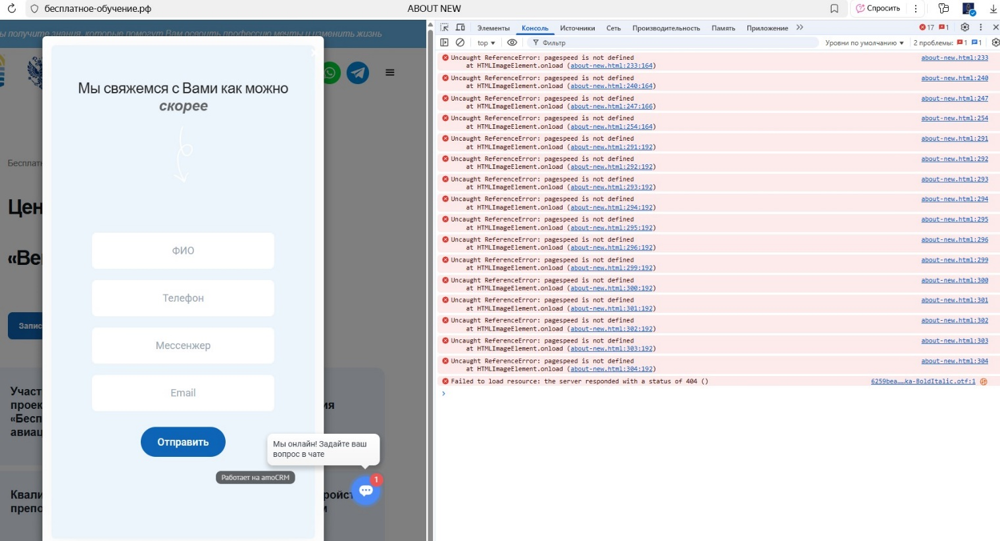 бесплатное-обучение.рф
ABOUT NEW
Спросить
ы получите знания, которые помогут Вам освоить профессию мечты и изменить жизнь
Мы свяжемся с Вами как можно
скорее
Бесплатн
Цен
«Ве
ФИО
Телефон
Мессенжер
Email
Запис
Отправить
Участ
проек
«Бесп
авиац
ия
Мы онлайн! Задайте ваш
вопрос в чате
1
Работает на amoCRM
Квали
препо
ройст
и
Элементы Консоль Источники Сеть Производительность Память Приложение 17 1
top Фильтр Уровни по умолчанию 2 проблемы: 1 1
Uncaught ReferenceError: pagespeed is not defined about-new.html:233
at HTMLImageElement.onload (about-new.html:233:164)
Uncaught ReferenceError: pagespeed is not defined about-new.html:240
at HTMLImageElement.onload (about-new.html:240:164)
Uncaught ReferenceError: pagespeed is not defined about-new.html:247
at HTMLImageElement.onload (about-new.html:247:166)
Uncaught ReferenceError: pagespeed is not defined about-new.html:254
at HTMLImageElement.onload (about-new.html:254:164)
Uncaught ReferenceError: pagespeed is not defined about-new.html:291
at HTMLImageElement.onload (about-new.html:291:192)
Uncaught ReferenceError: pagespeed is not defined about-new.html:292
at HTMLImageElement.onload (about-new.html:292:192)
Uncaught ReferenceError: pagespeed is not defined about-new.html:293
at HTMLImageElement.onload (about-new.html:293:192)
Uncaught ReferenceError: pagespeed is not defined about-new.html:294
at HTMLImageElement.onload (about-new.html:294:192)
Uncaught ReferenceError: pagespeed is not defined about-new.html:295
at HTMLImageElement.onload (about-new.html:295:192)
Uncaught ReferenceError: pagespeed is not defined about-new.html:296
at HTMLImageElement.onload (about-new.html:296:192)
Uncaught ReferenceError: pagespeed is not defined about-new.html:299
at HTMLImageElement.onload (about-new.html:299:192)
Uncaught ReferenceError: pagespeed is not defined about-new.html:300
at HTMLImageElement.onload (about-new.html:300:192)
Uncaught ReferenceError: pagespeed is not defined about-new.html:301
at HTMLImageElement.onload (about-new.html:301:192)
Uncaught ReferenceError: pagespeed is not defined about-new.html:302
at HTMLImageElement.onload (about-new.html:302:192)
Uncaught ReferenceError: pagespeed is not defined about-new.html:303
at HTMLImageElement.onload (about-new.html:303:192)
Uncaught ReferenceError: pagespeed is not defined about-new.html:304
at HTMLImageElement.onload (about-new.html:304:192)
Failed to load resource: the server responded with a status of 404 () 6259bea……ka-BoldItalic.otf:1